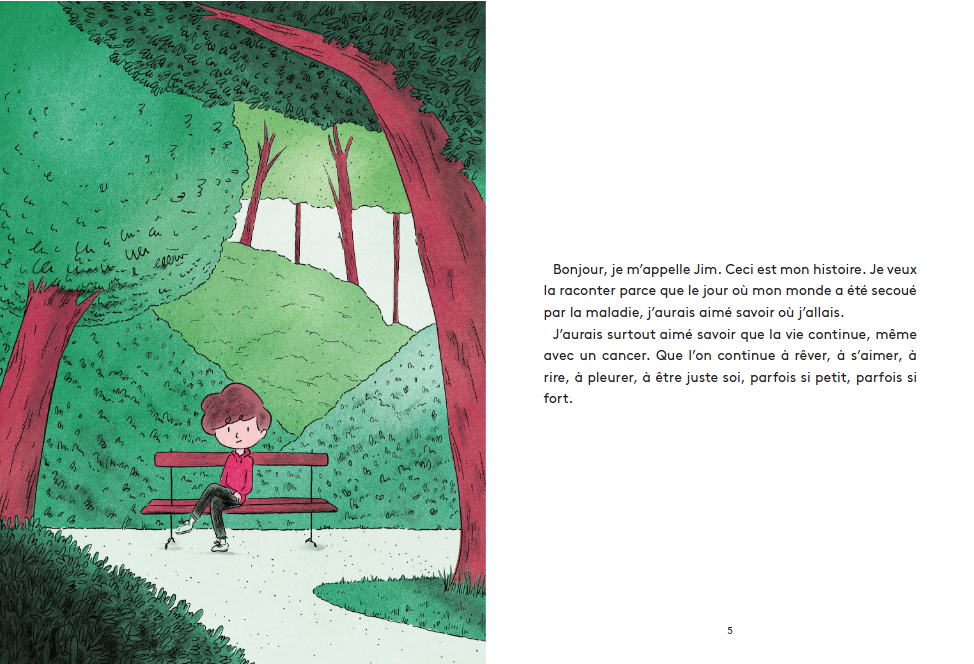 Bonjour, je m’appelle Jim. Ceci est mon histoire. Je veux
la raconter parce que le jour où mon monde a été secoué
par la maladie, j’aurais aimé savoir où j’allais.
J’aurais surtout aimé savoir que la vie continue, même
avec un cancer. Que l’on continue à rêver, à s’aimer, à
rire, à pleurer, à être juste soi, parfois si petit, parfois si
fort.
5